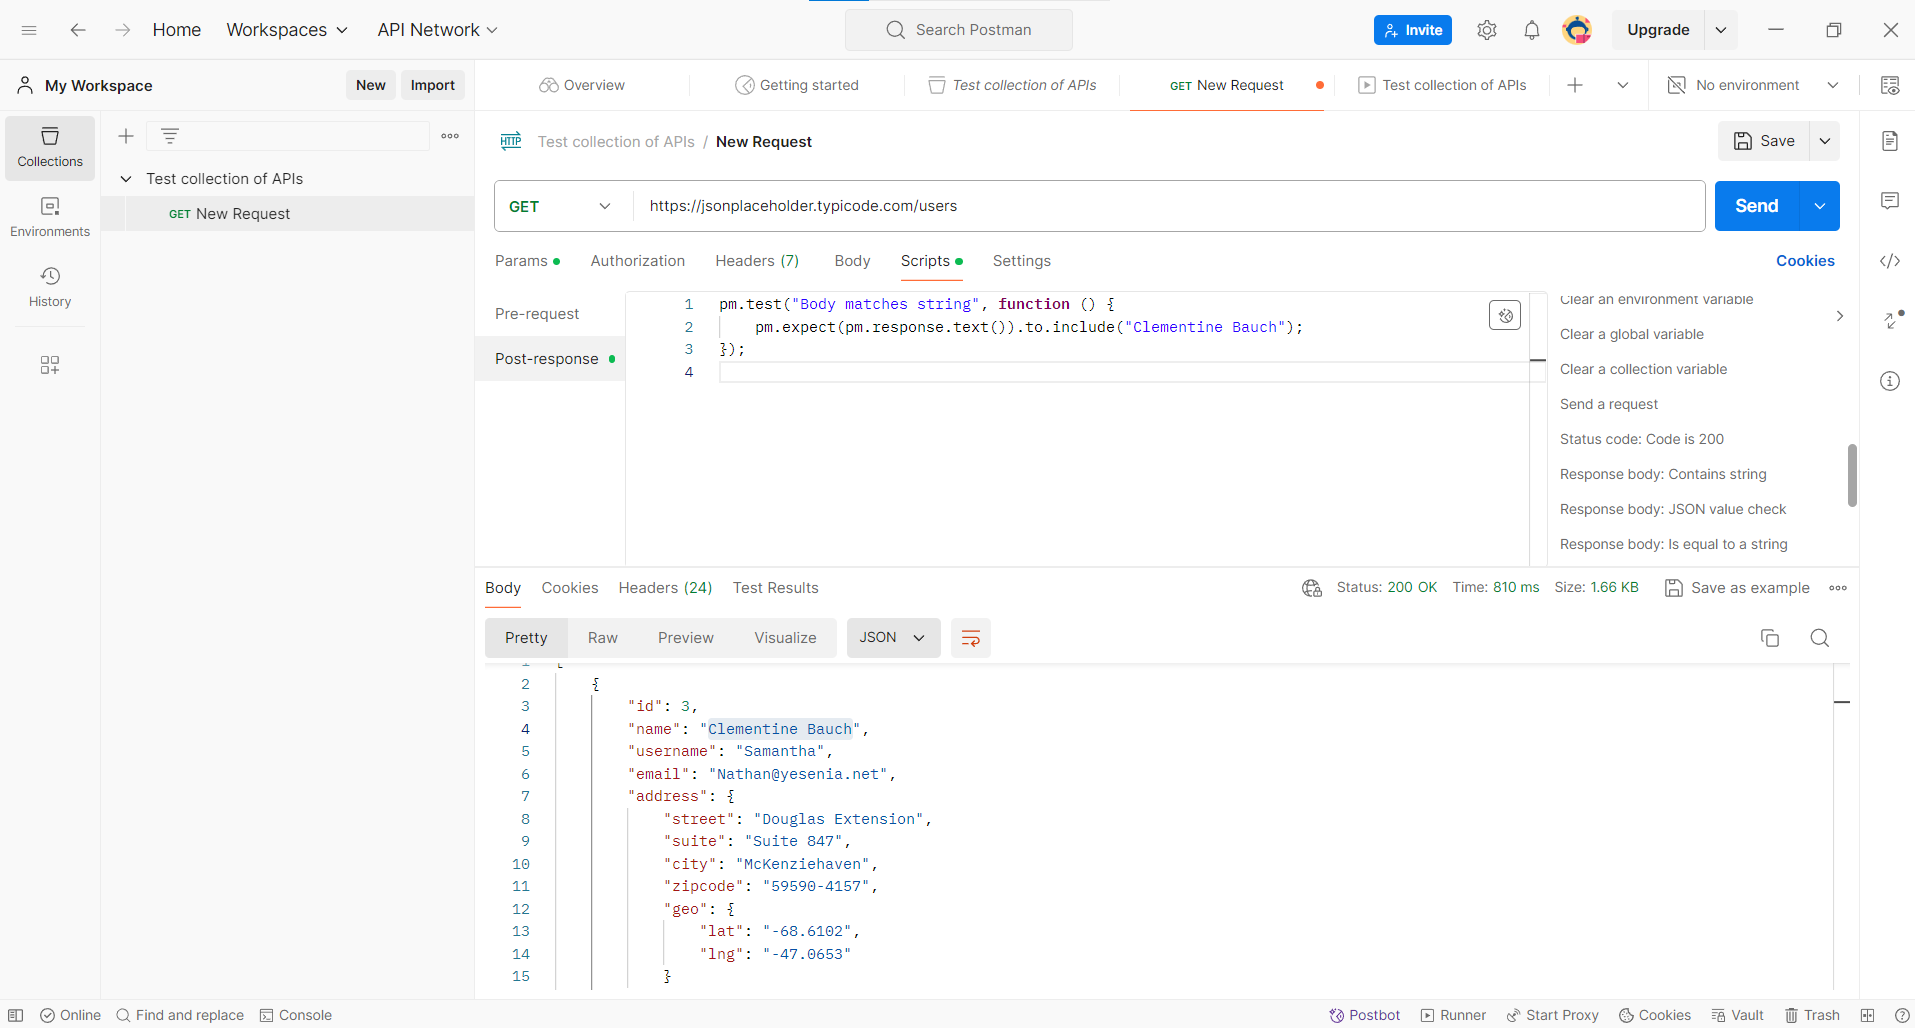 Home
Workspaces
API Network
Search Postman
Invite
Upgrade
My Workspace
New
Import
Overview
Getting started
Test collection of APIs
GET New Request
Test collection of APIs
No environment
Collections
Environments
History
Test collection of APIs
GET New Request
HTTP
Test collection of APIs / New Request
Save
GET
https://jsonplaceholder.typicode.com/users
Send
Params
Authorization
Headers (7)
Body
Scripts
Settings
Cookies
Pre-request
Post-response
1 pm.test("Body matches string", function () {
2 pm.expect(pm.response.text()).to.include("Clementine Bauch");
3 });
4
Clear an environment variable
Clear a global variable
Clear a collection variable
Send a request
Status code: Code is 200
Response body: Contains string
Response body: JSON value check
Response body: Is equal to a string
Body
Cookies
Headers (24)
Test Results
Status: 200 OK
Time: 810 ms
Size: 1.66 KB
Save as example
Pretty
Raw
Preview
Visualize
JSON
1 [
2 {
3 "id": 3,
4 "name": "Clementine Bauch",
5 "username": "Samantha",
6 "email": "Nathan@yesenia.net",
7 "address": {
8 "street": "Douglas Extension",
9 "suite": "Suite 847",
10 "city": "McKenziehaven",
11 "zipcode": "59590-4157",
12 "geo": {
13 "lat": "-68.6102",
14 "lng": "-47.0653"
15 }
Online
Find and replace
Console
Postbot
Runner
Start Proxy
Cookies
Vault
Trash